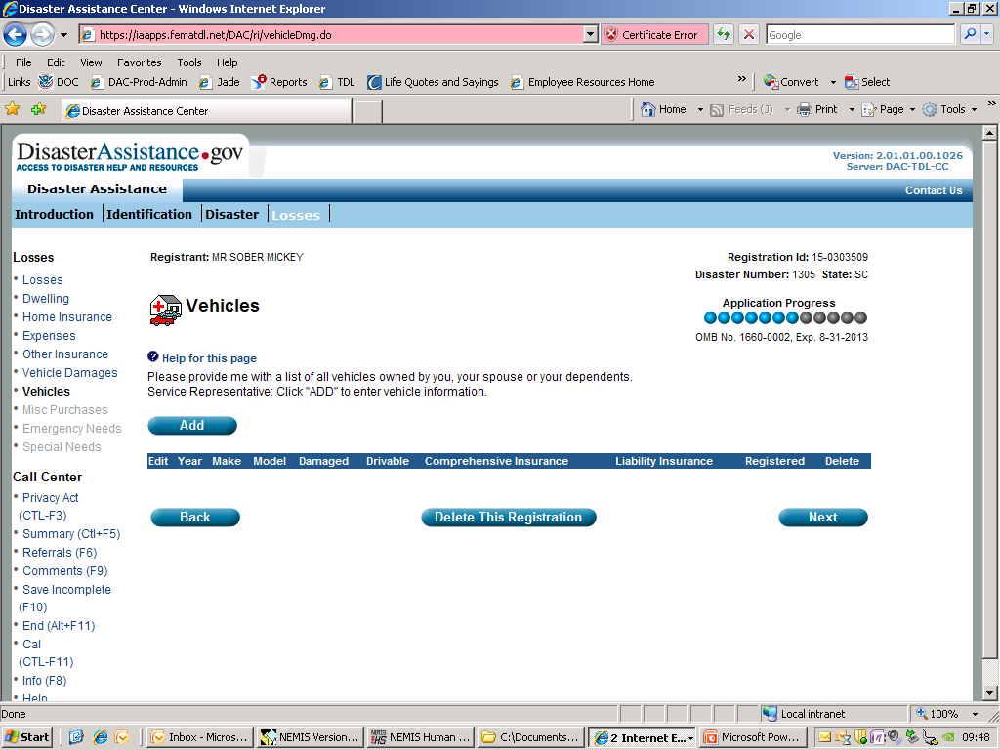 Disaster Assistance Center - Windows Internet Explorer
https://iaapps.fematdl.net/DAC/ri/vehicleDmg.do
Certificate Error
Google
File Edit View Favorites Tools Help
Links DOC DAC-Prod-Admin Jade Reports TDL Life Quotes and Sayings Employee Resources Home » Convert Select
Disaster Assistance Center
Home Feeds (J) Print Page Tools »
DisasterAssistance.gov
ACCESS TO DISASTER HELP AND RESOURCES
Version: 2.01.01.00.1026
Server: DAC-TDL-CC
Disaster Assistance
Contact Us
Introduction Identification Disaster Losses
Losses
• Losses
• Dwelling
• Home Insurance
• Expenses
• Other Insurance
• Vehicle Damages
• Vehicles
• Misc Purchases
• Emergency Needs
• Special Needs
Call Center
• Privacy Act
(CTL-F3)
• Summary (Ctl+F5)
• Referrals (F6)
• Comments (F9)
• Save Incomplete
(F10)
• End (Alt+F11)
• Cal
(CTL-F11)
• Info (F8)
• Help
Registrant: MR SOBER MICKEY
Registration Id: 15-0303509
Disaster Number: 1305 State: SC
Vehicles
Application Progress
OMB No. 1660-0002, Exp. 8-31-2013
Help for this page
Please provide me with a list of all vehicles owned by you, your spouse or your dependents.
Service Representative: Click "ADD" to enter vehicle information.
Add
Edit Year Make Model Damaged Drivable Comprehensive Insurance Liability Insurance Registered Delete
Back Delete This Registration Next
Done Local intranet 100%
Start Inbox - Micros... NEMIS Version... NEMIS Human ... C:\Documents... 2 Internet E... Microsoft Pow... 09:48